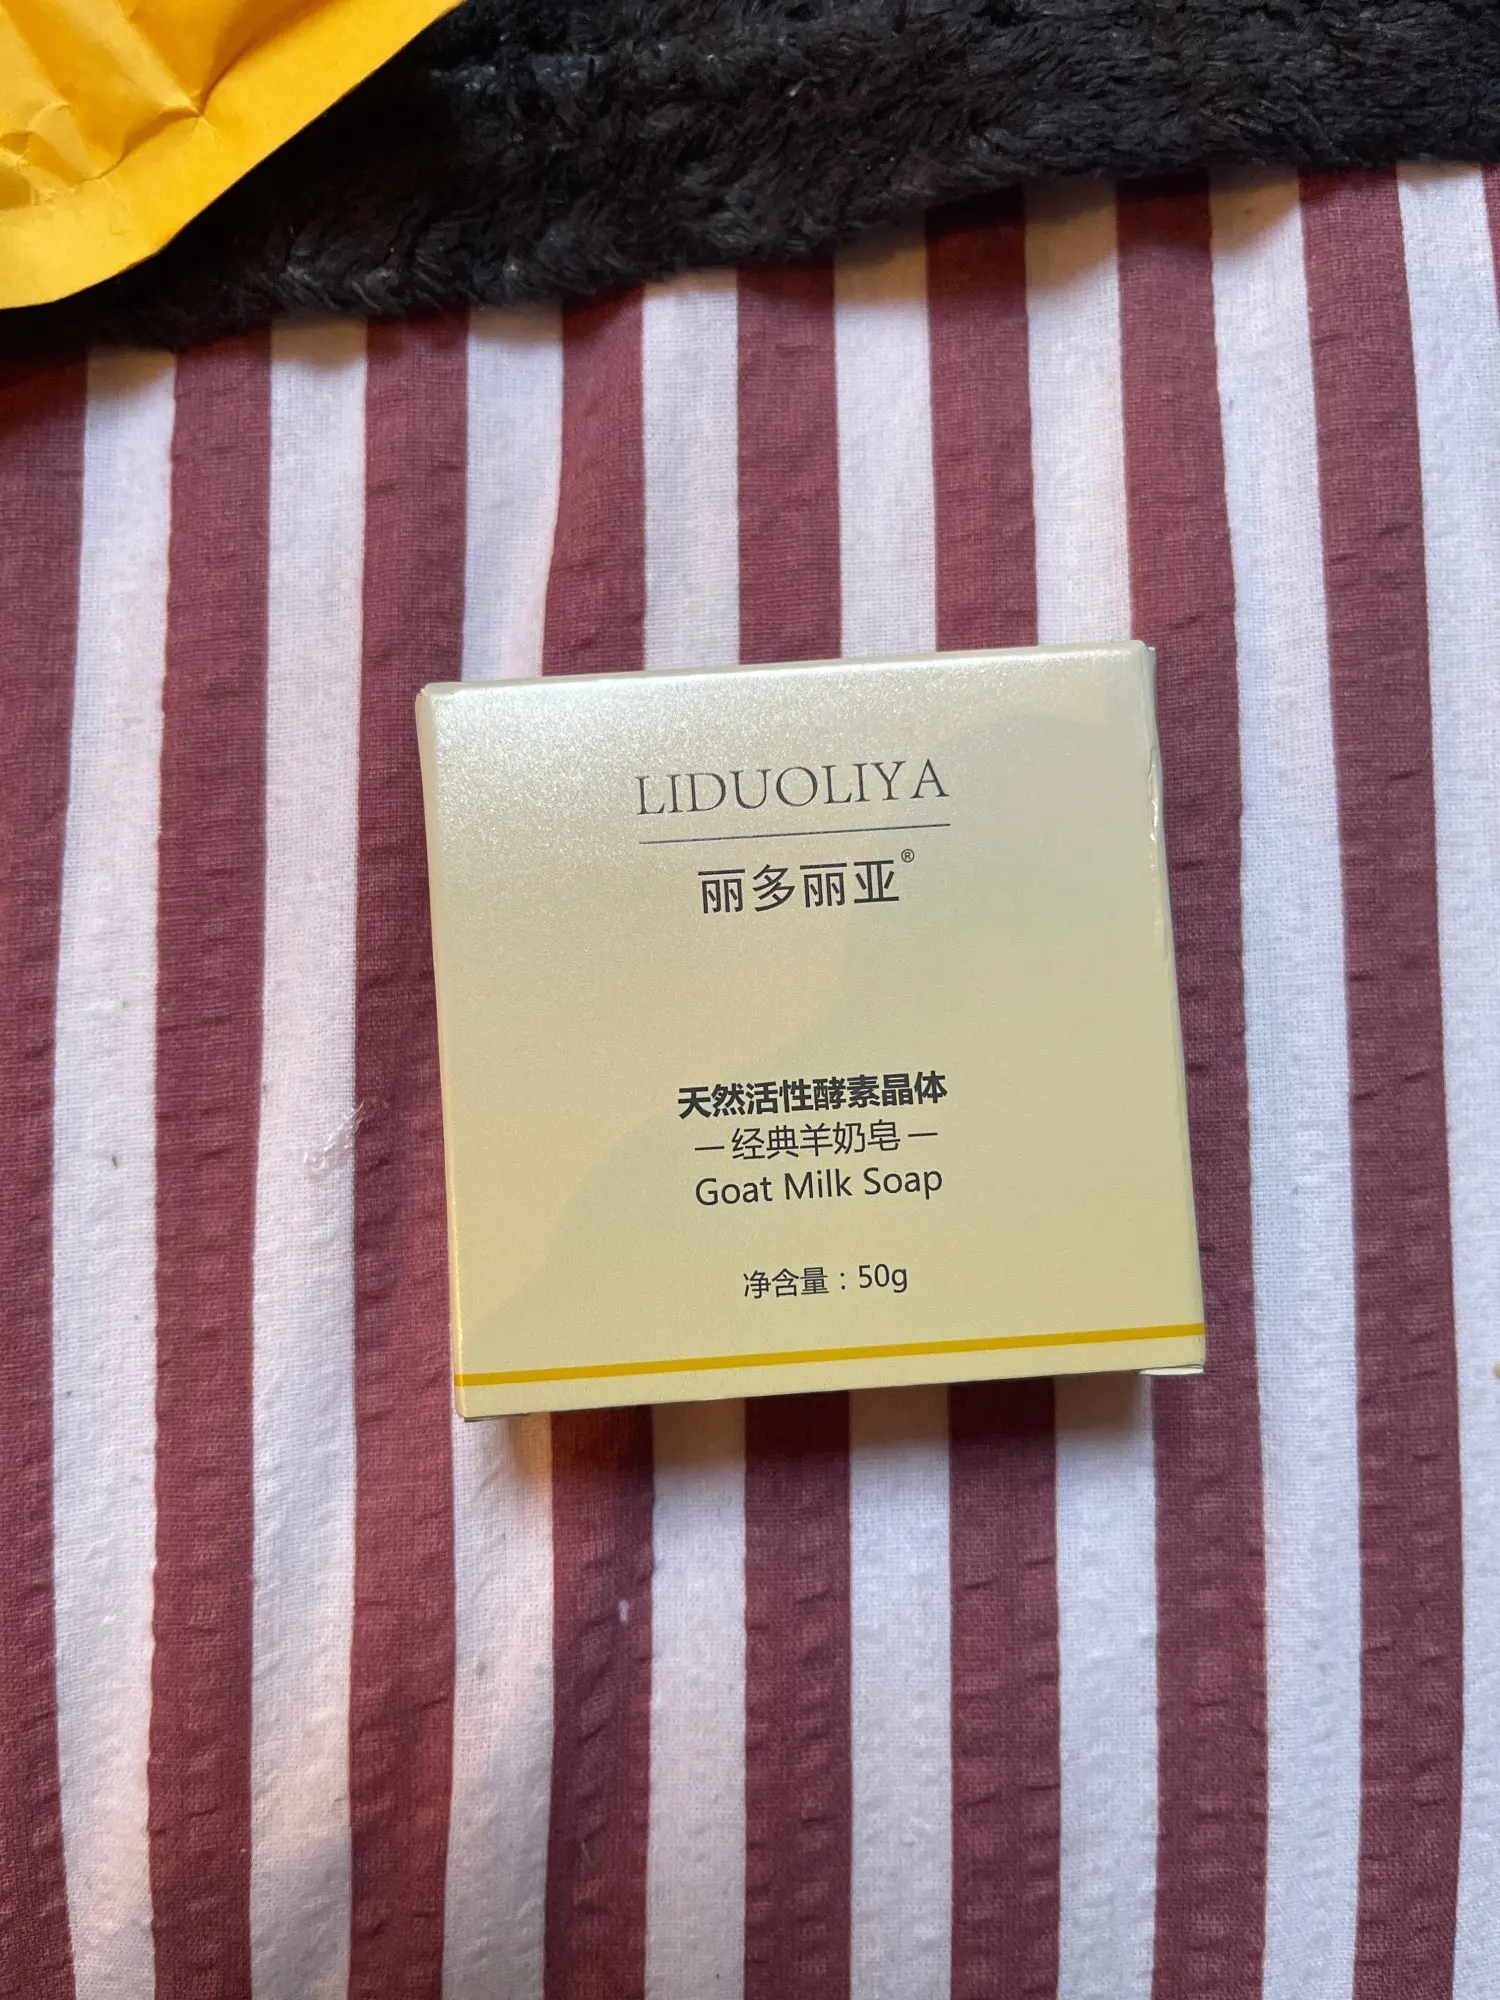 LIDUOLIYA
丽多丽亚®
天然活性酵素晶体
—经典羊奶皂—
Goat Milk Soap
净含量：50g